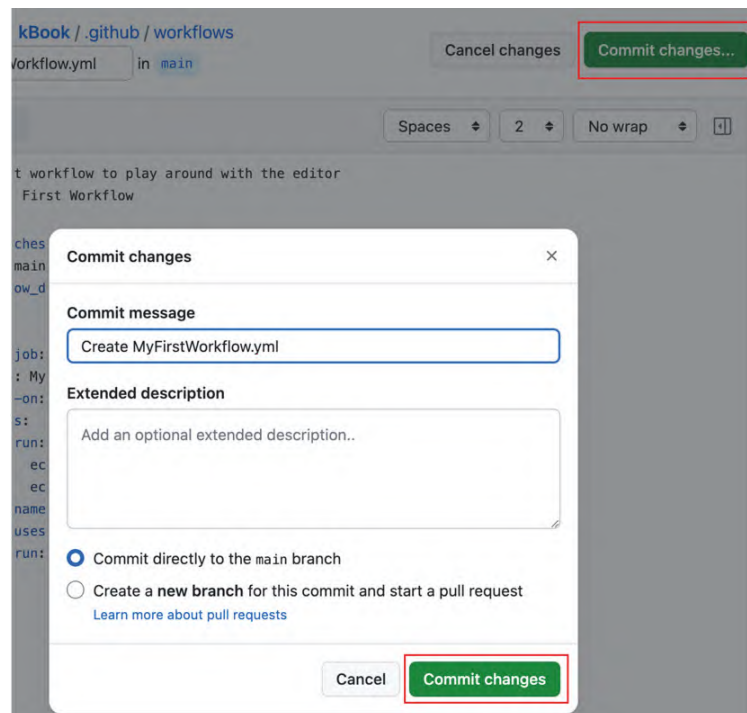 kBook / .github / workflows
Cancel changes
Commit changes...
orkflow.yml in main
Spaces
2
No wrap
t workflow to play around with the editor
First Workflow
ches
main
ow_d
job:
: My
-on:
s:
run:
ec
ec
name
uses
run:
Commit changes
Commit message
Create MyFirstWorkflow.yml
Extended description
Add an optional extended description..
Commit directly to the main branch
Create a new branch for this commit and start a pull request
Learn more about pull requests
Cancel
Commit changes